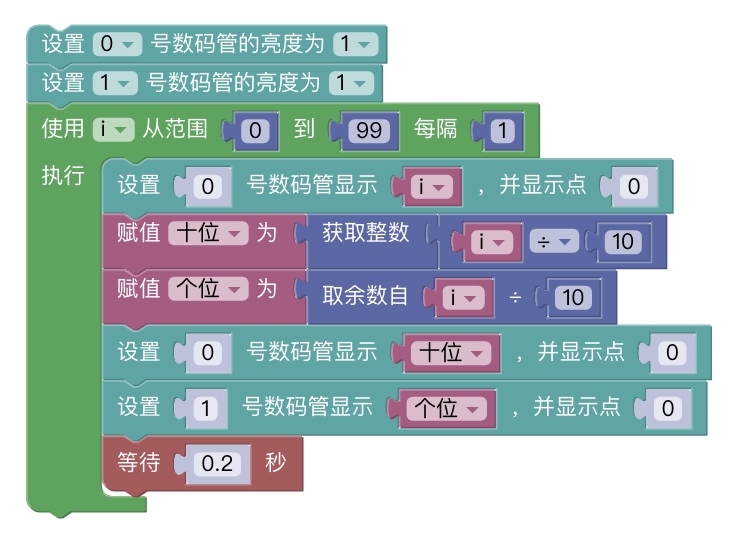 设置 0 号数码管的亮度为 1
设置 1 号数码管的亮度为 1
使用 i 从范围 0 到 99 每隔 1
执行 设置 0 号数码管显示 i ，并显示点 0
赋值 十位 为 获取整数 i ÷ 10
赋值 个位 为 取余数自 i ÷ 10
设置 0 号数码管显示 十位 ，并显示点 0
设置 1 号数码管显示 个位 ，并显示点 0
等待 0.2 秒